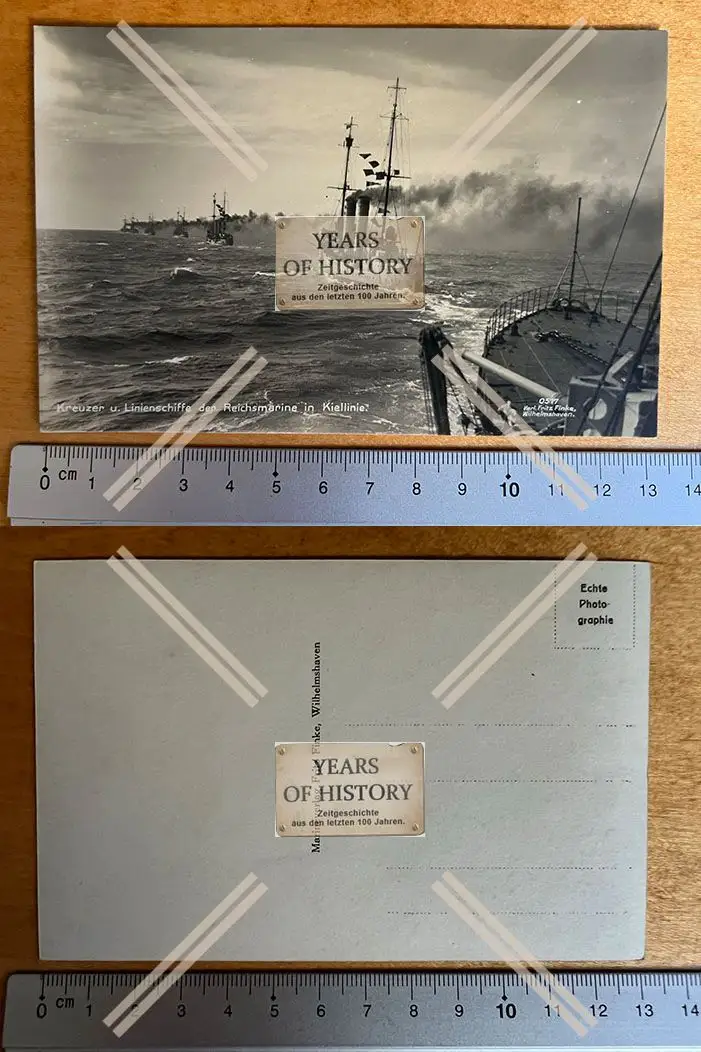 YEARS
OF HISTORY
Zeitgeschichte
aus den letzten 100 Jahren.
Kreuzer u. Linienschiffe der Reichsmarine in Kiellinie.
0517
Verl. Fritz Finke,
Wilhelmshaven.
0 cm 1 2 3 4 5 6 7 8 9 10 11 12 13 14
Echte
Photo-
graphie
Fritz Finke, Wilhelmshaven
YEARS
OF HISTORY
Zeitgeschichte
aus den letzten 100 Jahren.
0 cm 1 2 3 4 5 6 7 8 9 10 11 12 13 14